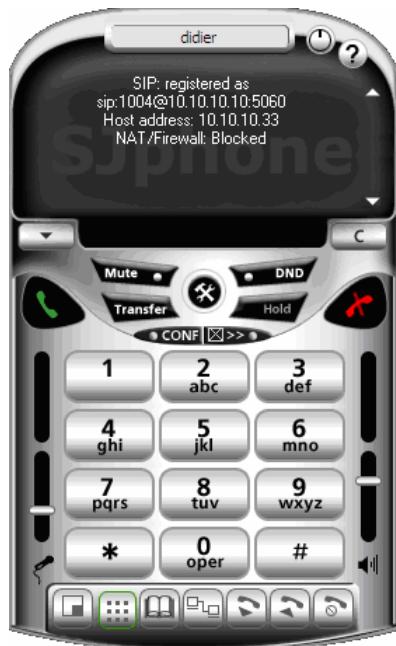 didier
?
SIP: registered as
sip:1004@10.10.10.10:5060
Host address: 10.10.10.33
NAT/Firewall: Blocked
SJphone
C
Mute
DND
Transfer
Hold
CONF >>
1
2
abc
3
def
4
ghi
5
jkl
6
mno
7
pqrs
8
tuv
9
wxyz
*
0
oper
#